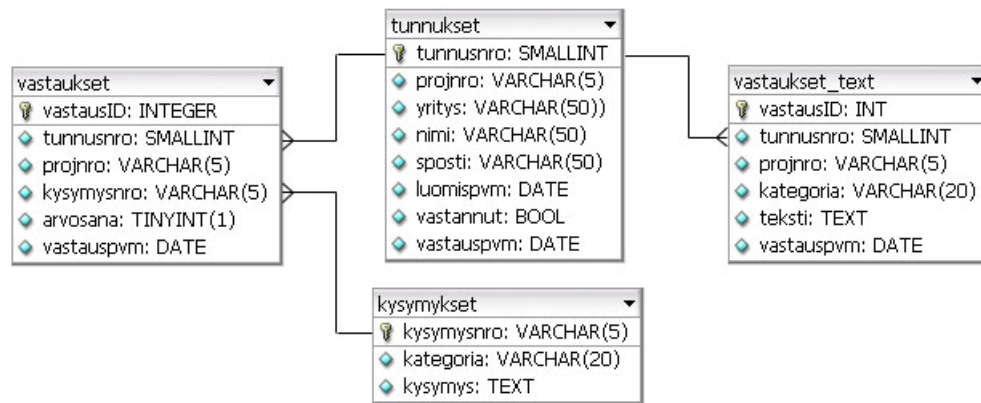 tunnukset
tunnusnro: SMALLINT
projnro: VARCHAR(5)
yritys: VARCHAR(50))
nimi: VARCHAR(50)
sposti: VARCHAR(50)
luomispvm: DATE
vastannut: BOOL
vastauspvm: DATE
vastaukset
vastausID: INTEGER
tunnusnro: SMALLINT
projnro: VARCHAR(5)
kysymysnro: VARCHAR(5)
arvosana: TINYINT(1)
vastauspvm: DATE
vastaukset_text
vastausID: INT
tunnusnro: SMALLINT
projnro: VARCHAR(5)
kategoria: VARCHAR(20)
teksti: TEXT
vastauspvm: DATE
kysymykset
kysymysnro: VARCHAR(5)
kategoria: VARCHAR(20)
kysymys: TEXT